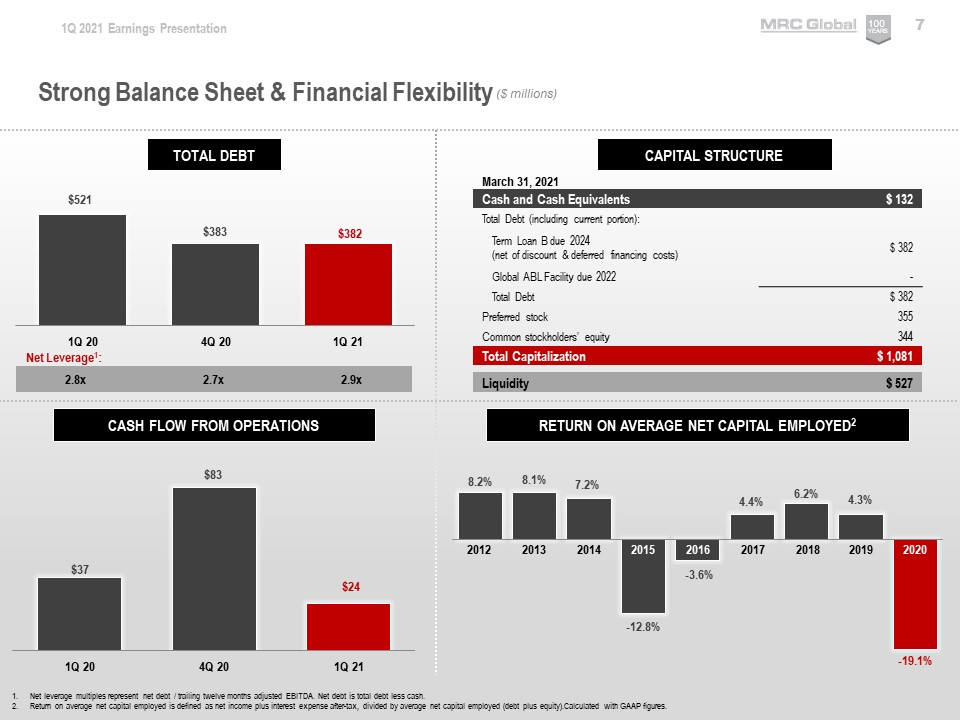 1Q 2021 Earnings Presentation
MRC Global
100 YEARS
7
Strong Balance Sheet & Financial Flexibility ($ millions)
TOTAL DEBT
$521
$383
$382
1Q 20
4Q 20
1Q 21
Net Leverage1:
2.8x
2.7x
2.9x
CAPITAL STRUCTURE
March 31, 2021
Cash and Cash Equivalents $ 132
Total Debt (including current portion):
Term Loan B due 2024
(net of discount & deferred financing costs) $ 382
Global ABL Facility due 2022 -
Total Debt $ 382
Preferred stock 355
Common stockholders' equity 344
Total Capitalization $ 1,081
Liquidity $ 527
CASH FLOW FROM OPERATIONS
$37
$83
$24
1Q 20
4Q 20
1Q 21
RETURN ON AVERAGE NET CAPITAL EMPLOYED2
8.2%
8.1%
7.2%
4.4%
6.2%
4.3%
2012 2013 2014 2015 2016 2017 2018 2019 2020
-3.6%
-12.8%
-19.1%
1. Net leverage multiples represent net debt / trailing twelve months adjusted EBITDA. Net debt is total debt less cash.
2. Return on average net capital employed is defined as net income plus interest expense after-tax, divided by average net capital employed (debt plus equity).Calculated with GAAP figures.